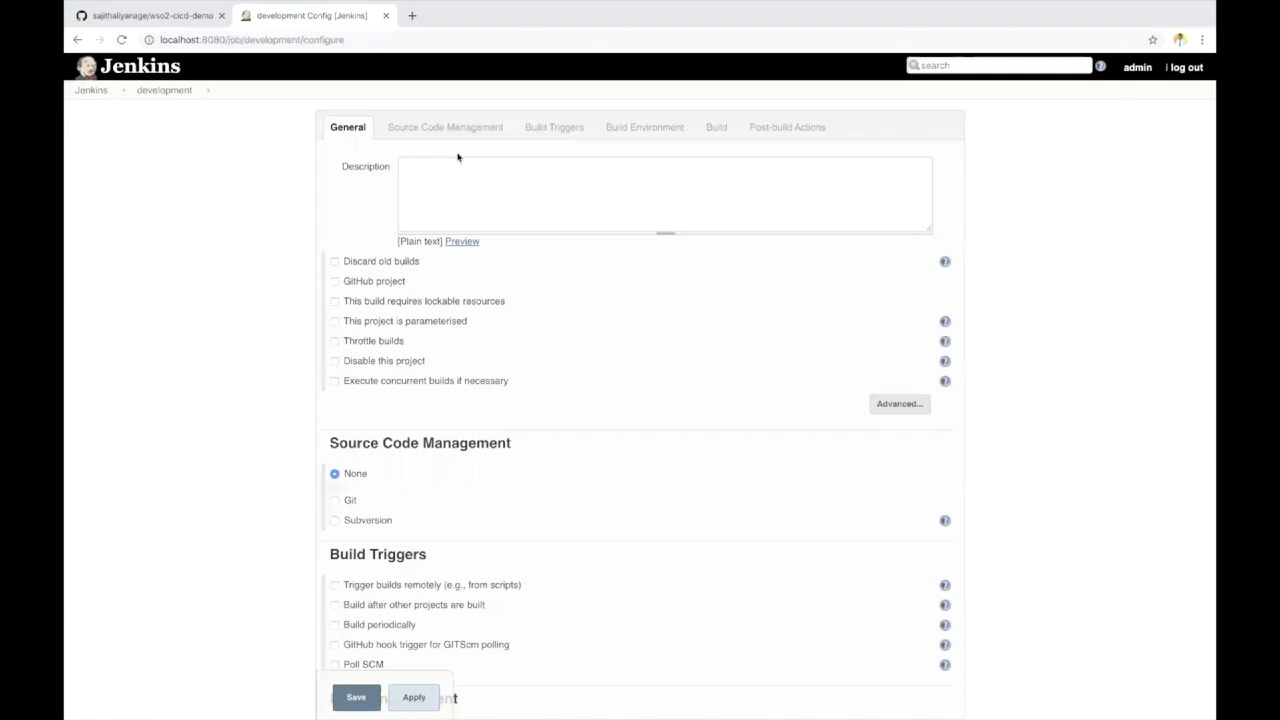 sajithaliyanage/wso2-cicd-demo
development Config [Jenkins]
localhost:8080/job/development/configure
Jenkins
search
admin
| log out
Jenkins
development
General
Source Code Management
Build Triggers
Build Environment
Build
Post-build Actions
Description
[Plain text] Preview
Discard old builds
GitHub project
This build requires lockable resources
This project is parameterised
Throttle builds
Disable this project
Execute concurrent builds if necessary
Advanced...
Source Code Management
None
Git
Subversion
Build Triggers
Trigger builds remotely (e.g., from scripts)
Build after other projects are built
Build periodically
GitHub hook trigger for GITScm polling
Poll SCM
Save
Apply